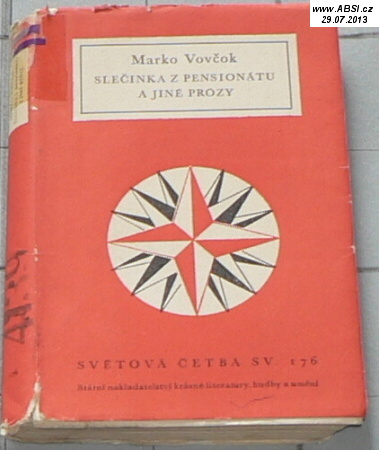 www.ABSI.cz
29.07.2013
Marko Vovčok
SLEČINKA Z PENSIONÁTU
A JINÉ PRÓZY
SVĚTOVÁ ČETBA SV. 176
Státní nakladatelství krásné literatury, hudby a umění